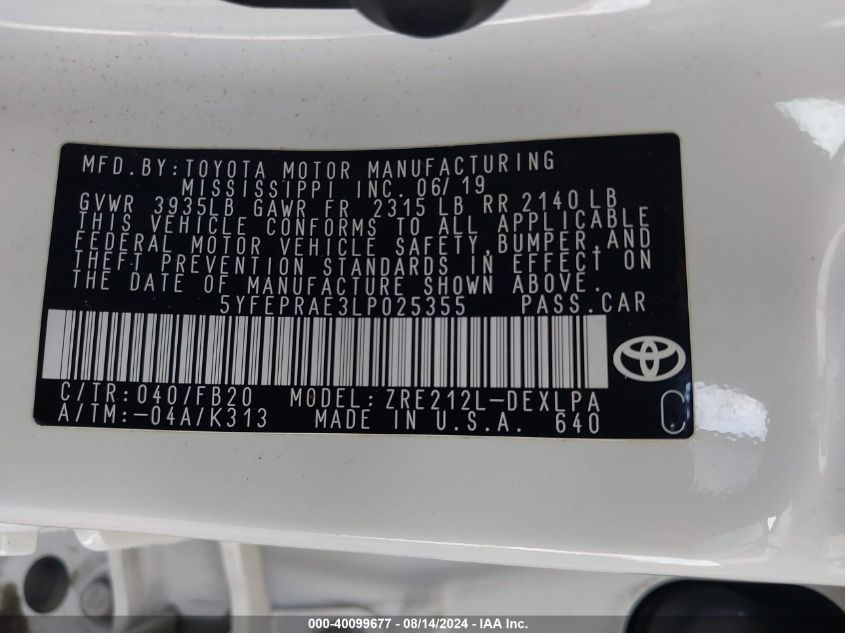 MFD.BY:TOYOTA MOTOR MANUFACTURING
MISSISSIPPI INC. 06/19
GVWR 3935LB GAWR FR 2315 LB RR 2140 LB
THIS VEHICLE CONFORMS TO ALL APPLICABLE
FEDERAL MOTOR VEHICLE SAFETY,BUMPER,AND
THEFT PREVENTION STANDARDS IN EFFECT ON
THE DATE OF MANUFACTURE SHOWN ABOVE.
5YFEPRAE3LP025355 PASS.CAR
C/TR:040/FB20 MODEL:ZRE212L-DEXLPA
A/TM:-04A/K313 MADE IN U.S.A. 640
000-40099677 - 08/14/2024 - IAA Inc.